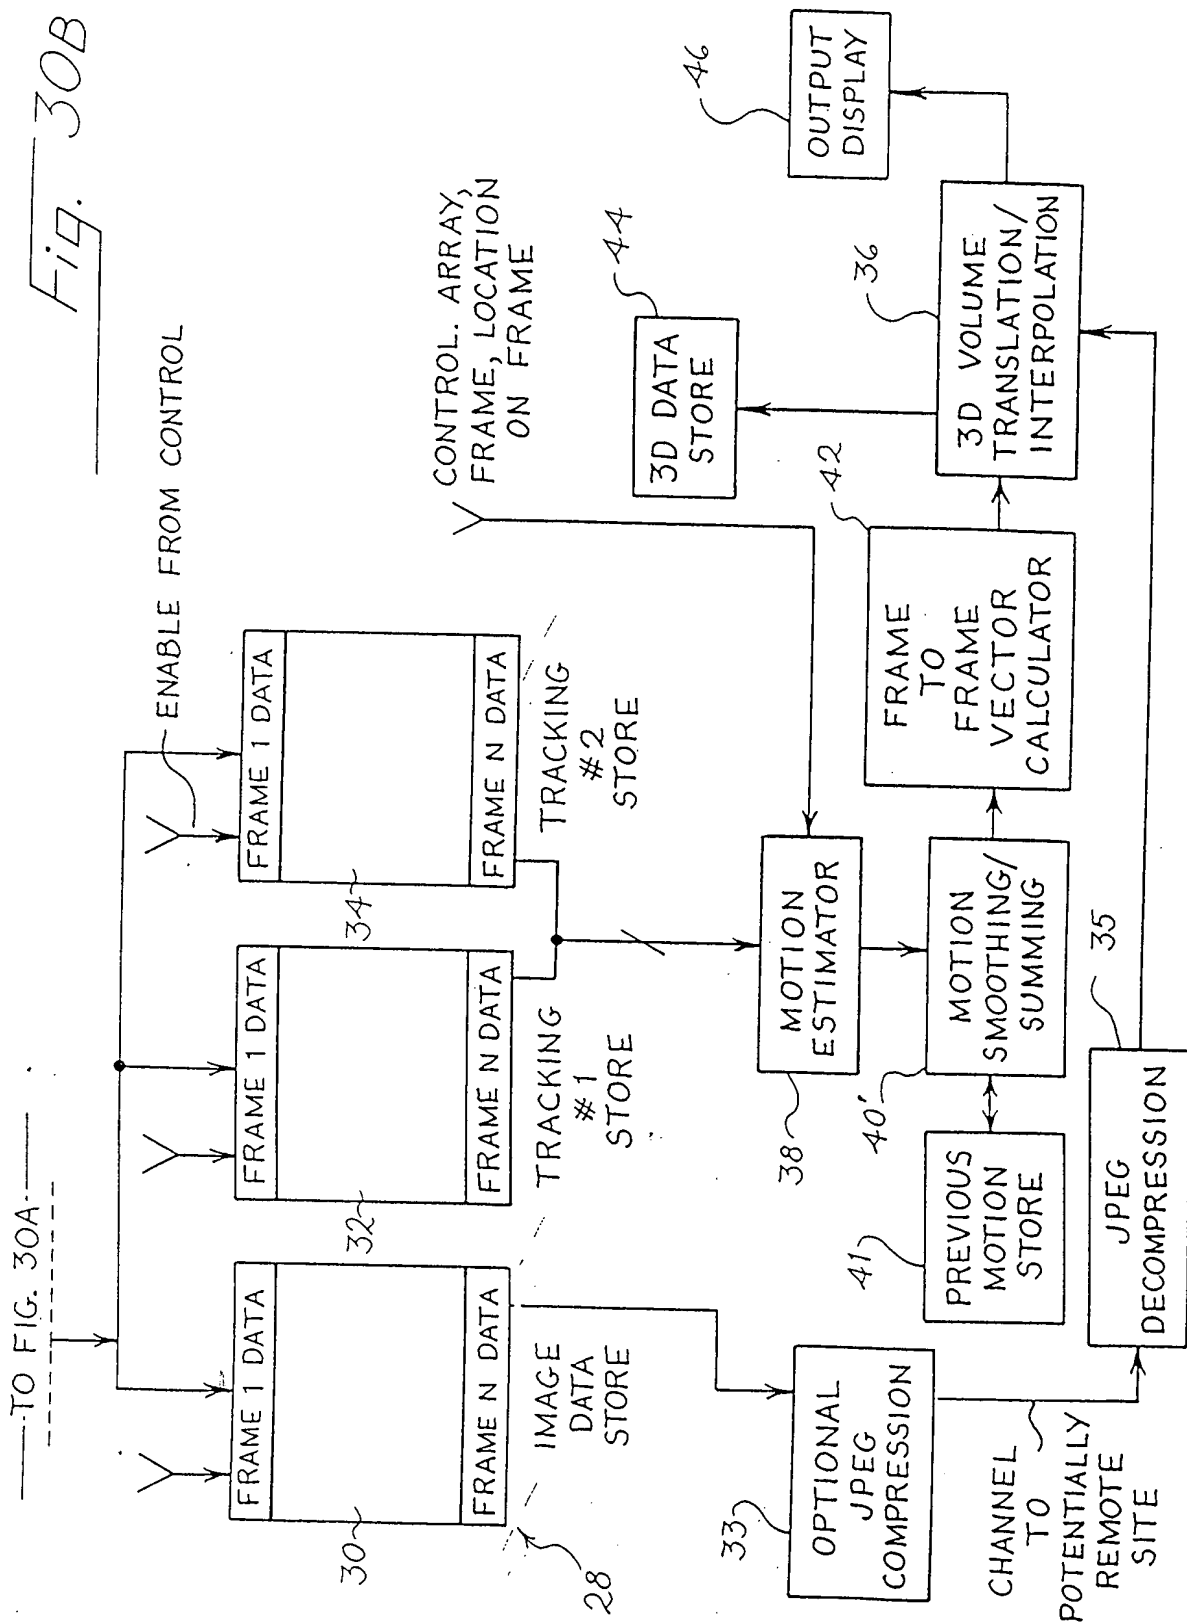 Fig. 30B
TO FIG. 30A
ENABLE FROM CONTROL
FRAME 1 DATA
FRAME 1 DATA
FRAME 1 DATA
30
32
34
FRAME N DATA
FRAME N DATA
FRAME N DATA
IMAGE
DATA
STORE
TRACKING
#1
STORE
TRACKING
#2
STORE
28
CONTROL. ARRAY,
FRAME, LOCATION
ON FRAME
33
OPTIONAL
JPEG
COMPRESSION
CHANNEL
TO
POTENTIALLY
REMOTE
SITE
38
MOTION
ESTIMATOR
40'
MOTION
SMOOTHING/
SUMMING
41
PREVIOUS
MOTION
STORE
35
JPEG
DECOMPRESSION
42
FRAME
TO
FRAME
VECTOR
CALCULATOR
44
3D DATA
STORE
36
3D VOLUME
TRANSLATION/
INTERPOLATION
46
OUTPUT
DISPLAY